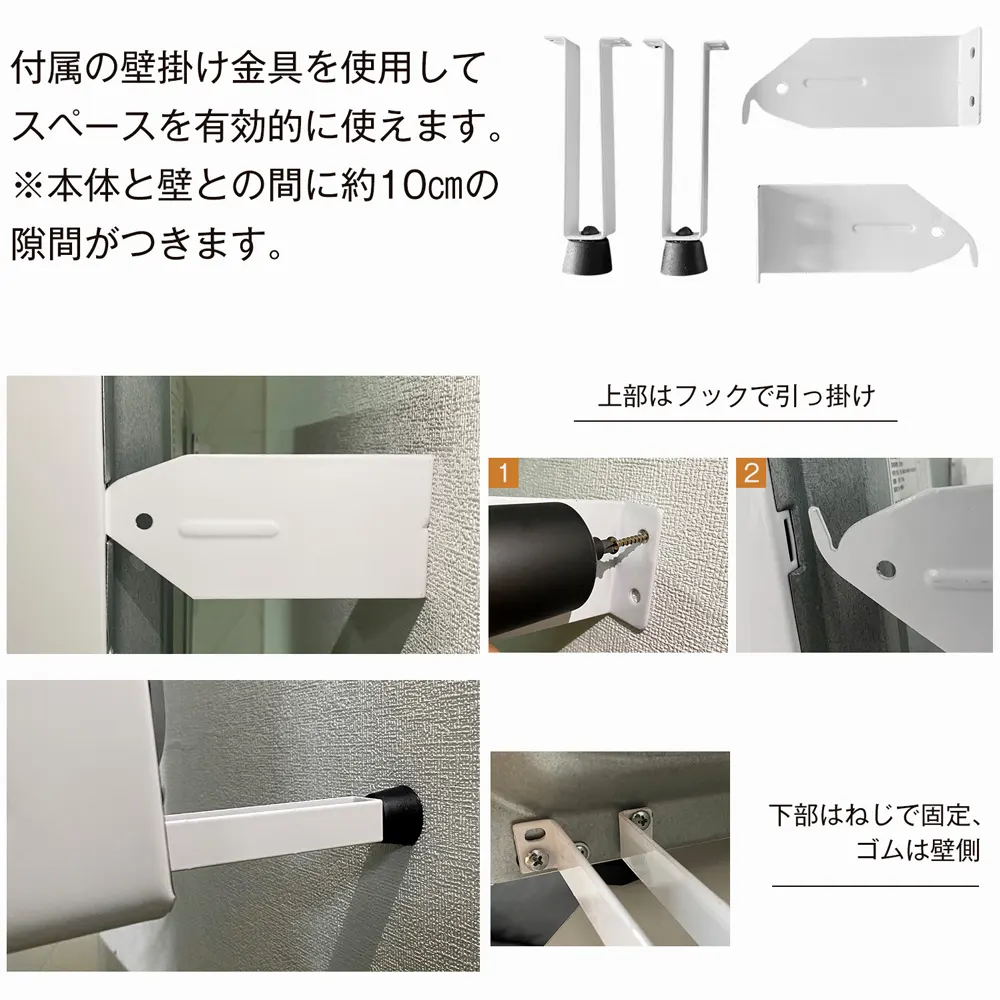 付属の壁掛け金具を使用して
スペースを有効的に使えます。
※本体と壁との間に約10㎝の
隙間がつきます。
上部はフックで引っ掛け
1
2
下部はねじで固定、
ゴムは壁側